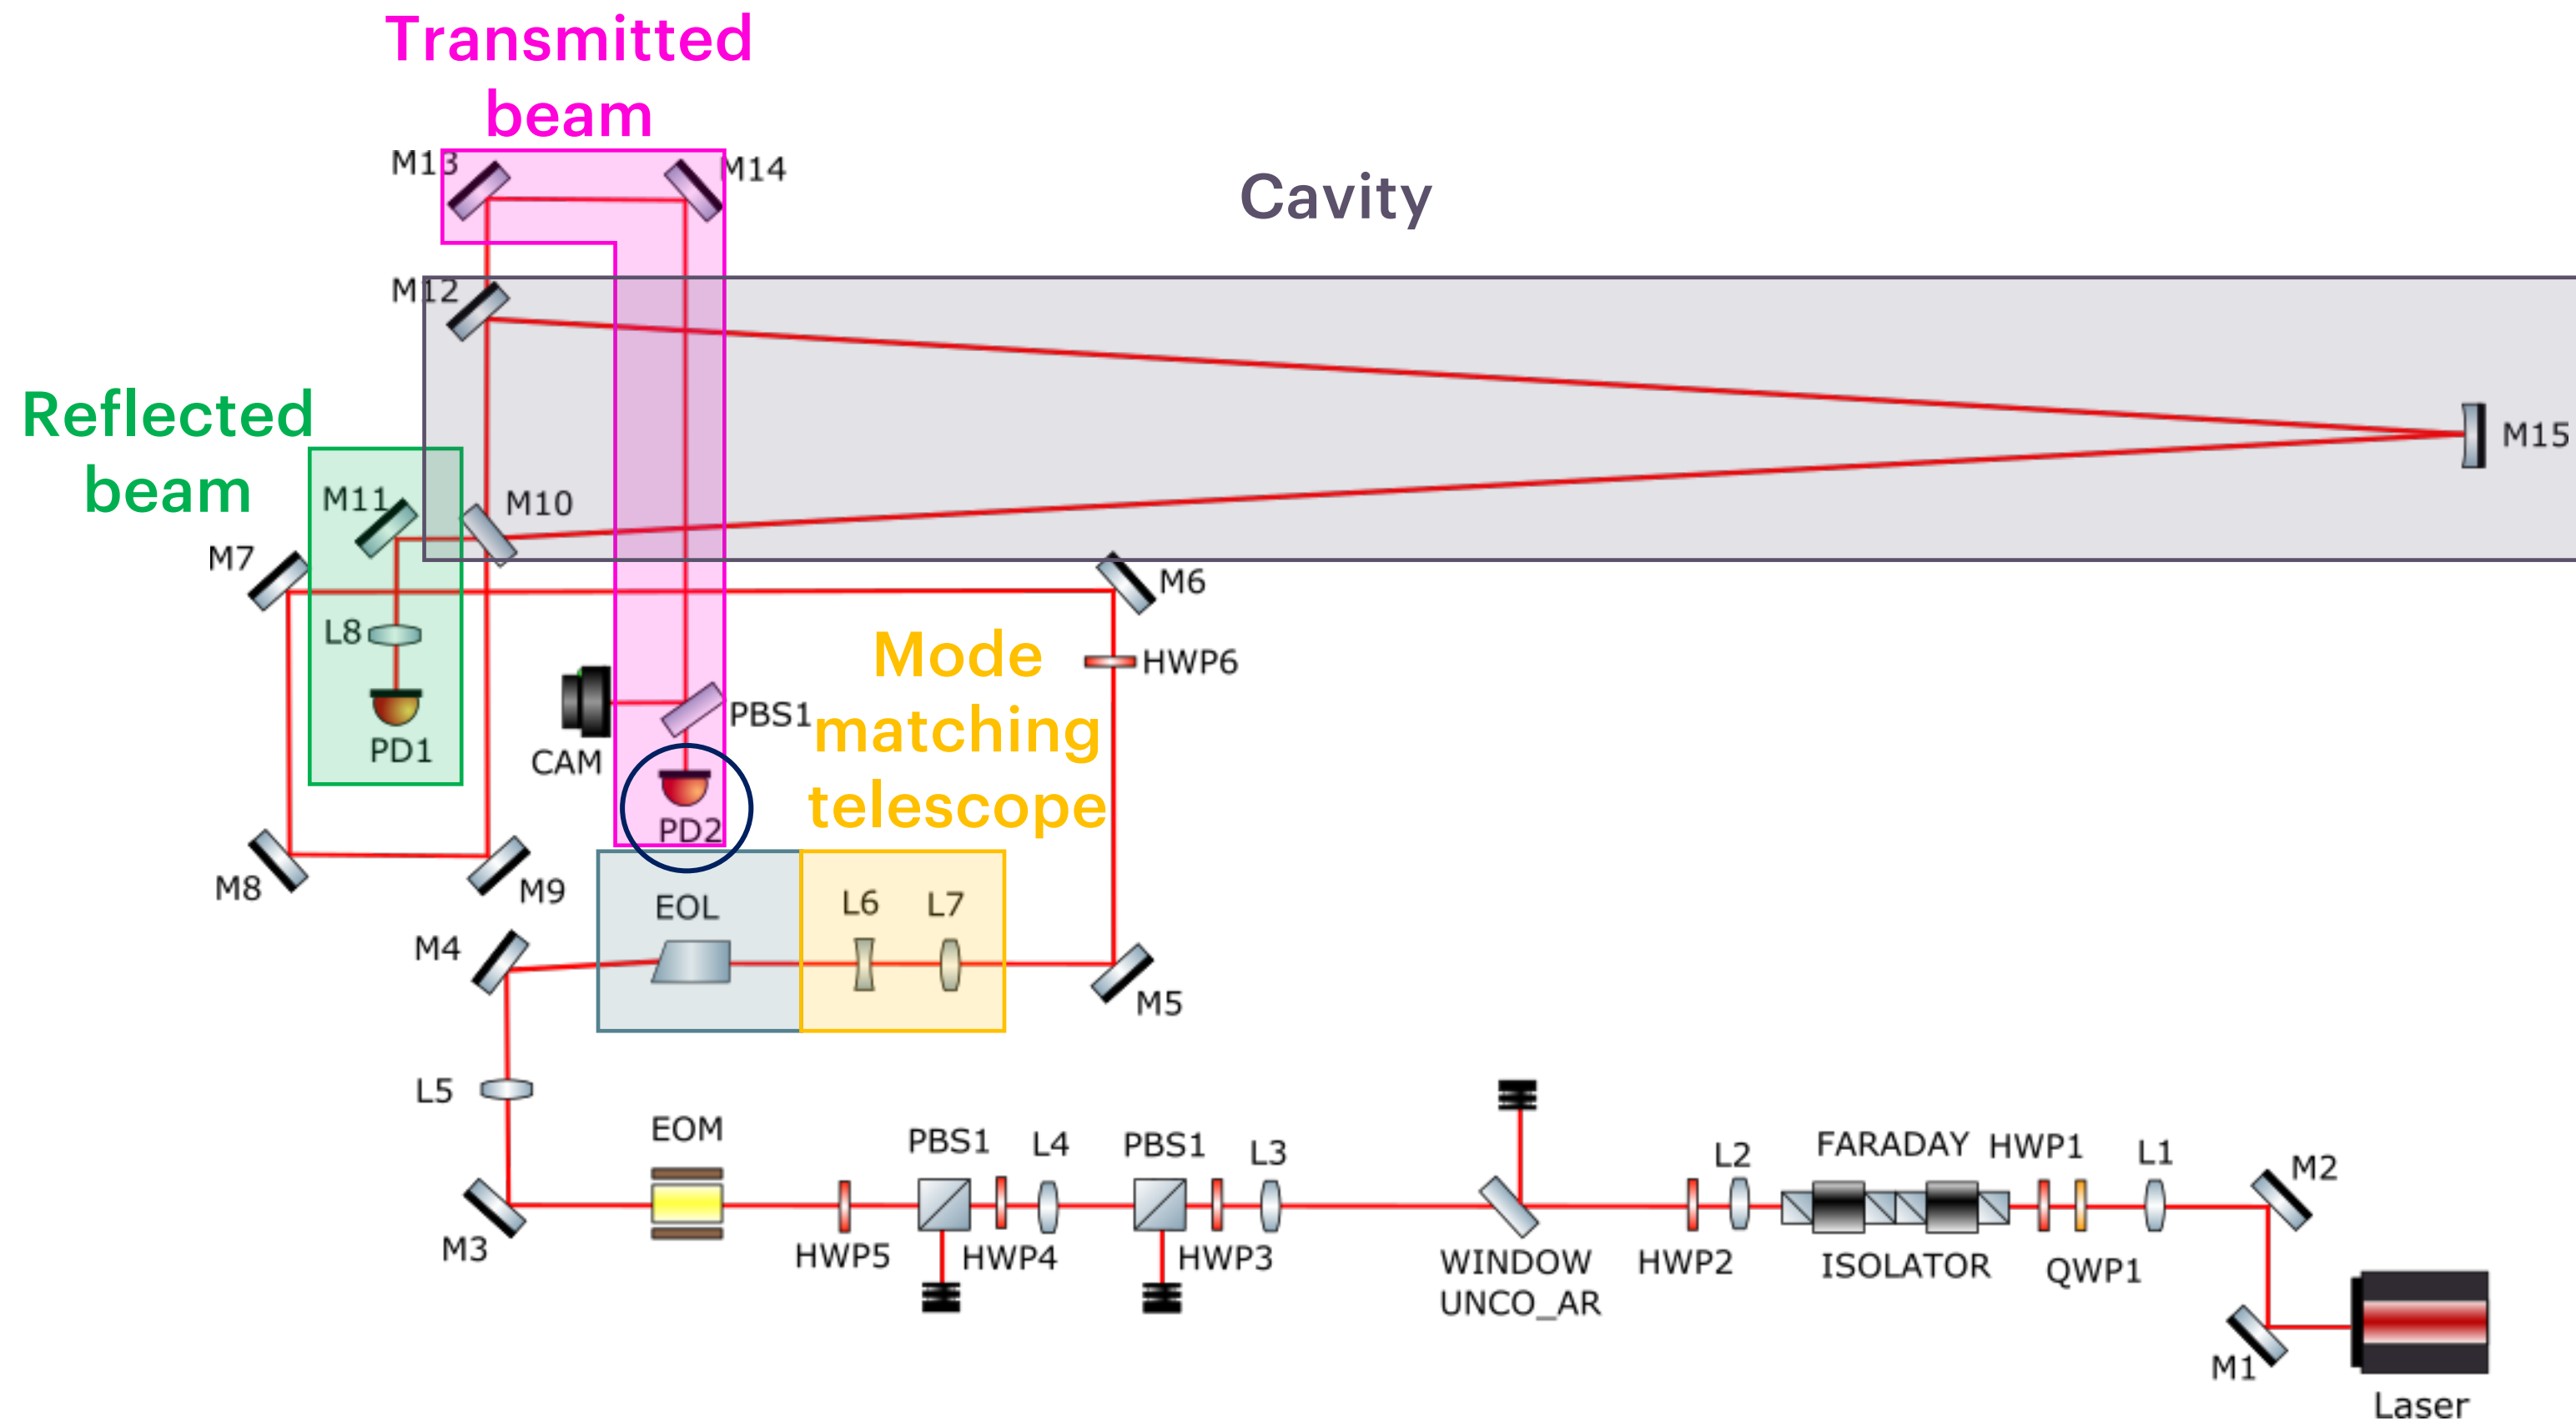 Transmitted
beam
M13
M14
Cavity
M12
Reflected
beam
M11
M10
M15
M7
M6
L8
Mode
matching
telescope
HWP6
PBS1
PD1
CAM
PD2
M8
M9
EOL
L6
L7
M4
M5
L5
EOM
PBS1
L4
PBS1
L3
L2
FARADAY
HWP1
L1
M2
M3
HWP5
HWP4
HWP3
WINDOW
UNCO_AR
HWP2
ISOLATOR
QWP1
M1
Laser